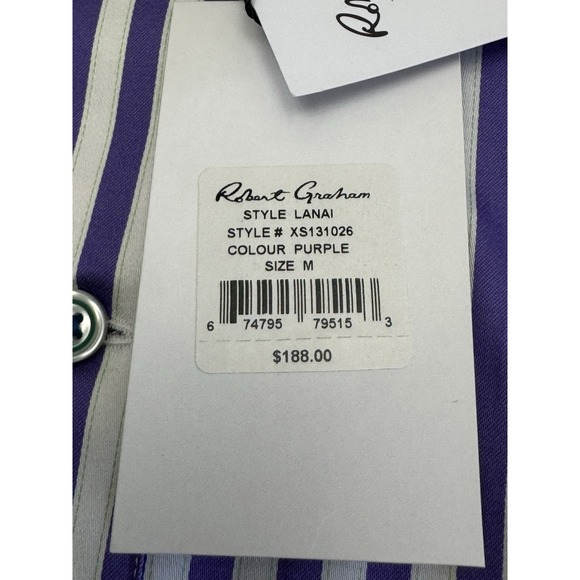 Robert Graham
STYLE LANAI
STYLE # XS131026
COLOUR PURPLE
SIZE M
6 74795 79515 3
$188.00